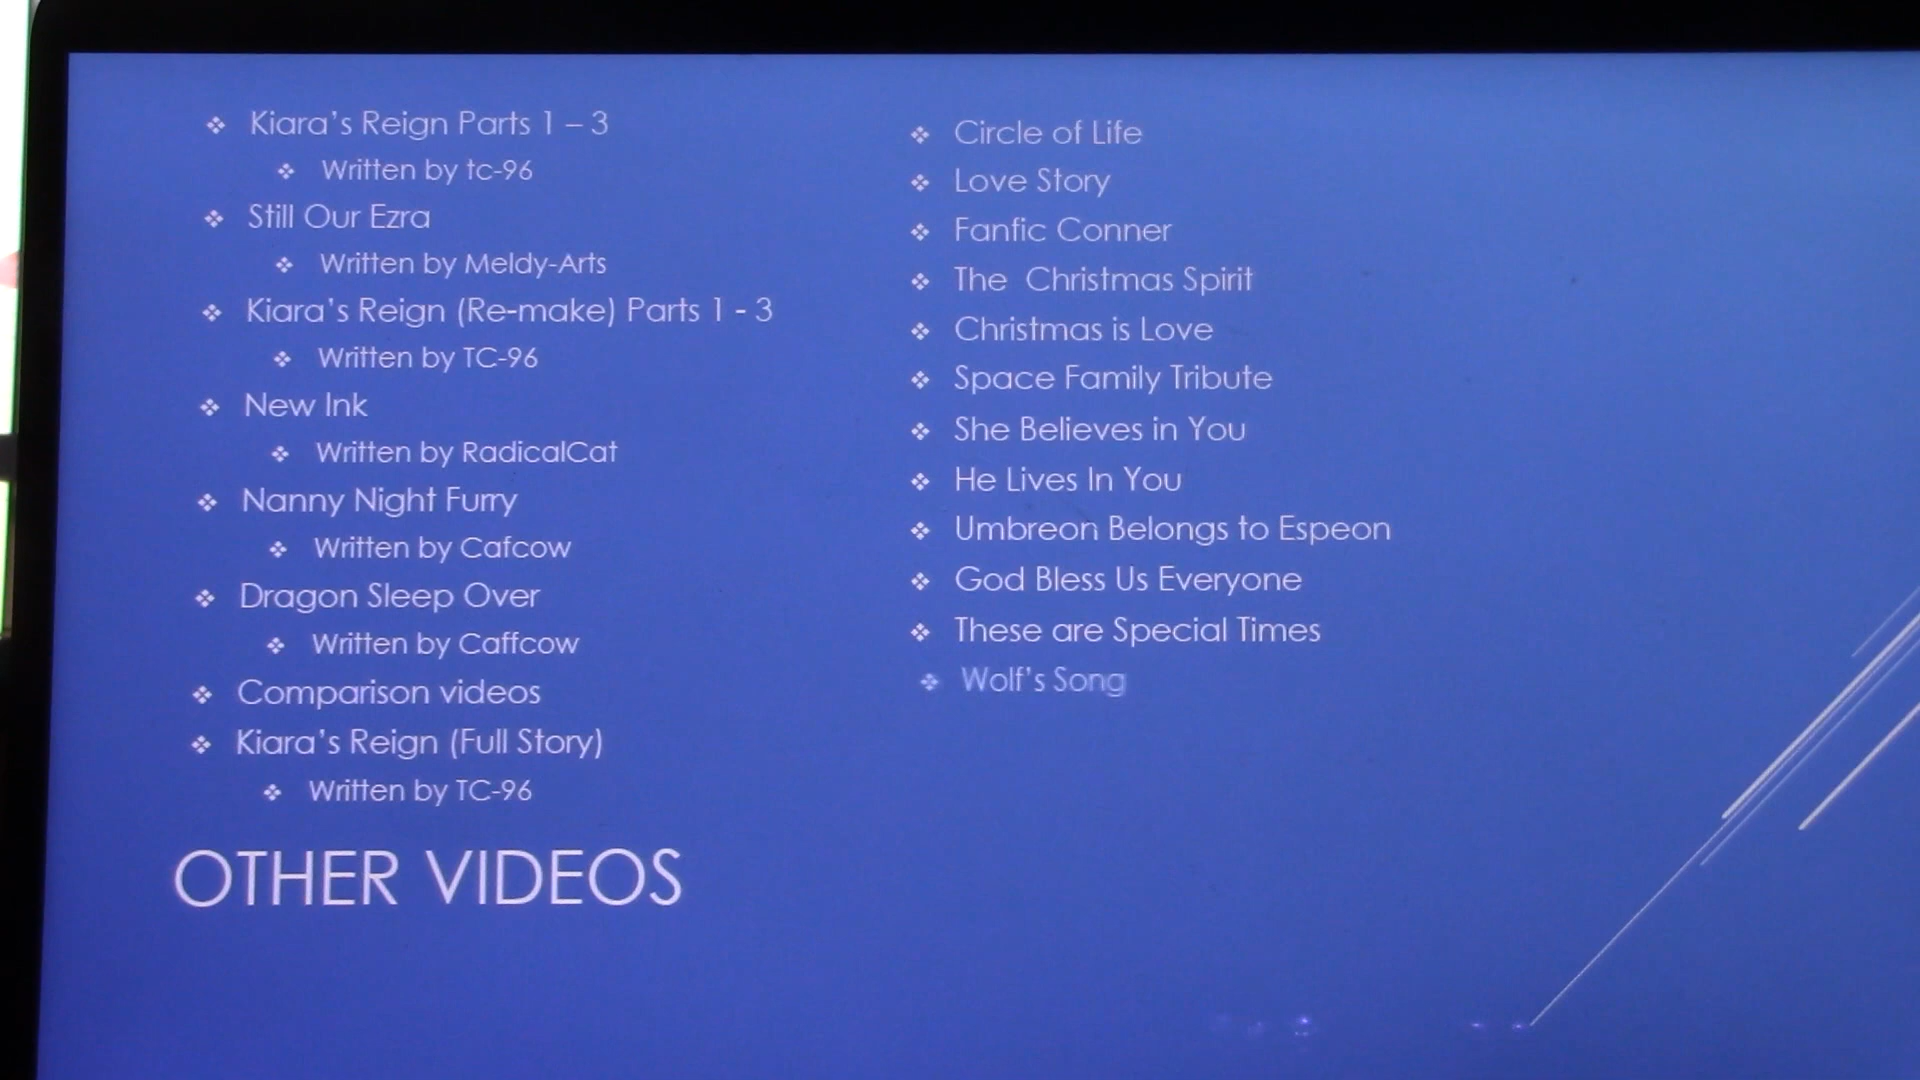 Kiara's Reign Parts 1 – 3
Written by tc-96
Still Our Ezra
Written by Meldy-Arts
Kiara's Reign (Re-make) Parts 1 - 3
Written by TC-96
New Ink
Written by RadicalCat
Nanny Night Furry
Written by Cafcow
Dragon Sleep Over
Written by Caffcow
Comparison videos
Kiara's Reign (Full Story)
Written by TC-96
Circle of Life
Love Story
Fanfic Conner
The  Christmas Spirit
Christmas is Love
Space Family Tribute
She Believes in You
He Lives In You
Umbreon Belongs to Espeon
God Bless Us Everyone
These are Special Times
Wolf's Song
OTHER VIDEOS